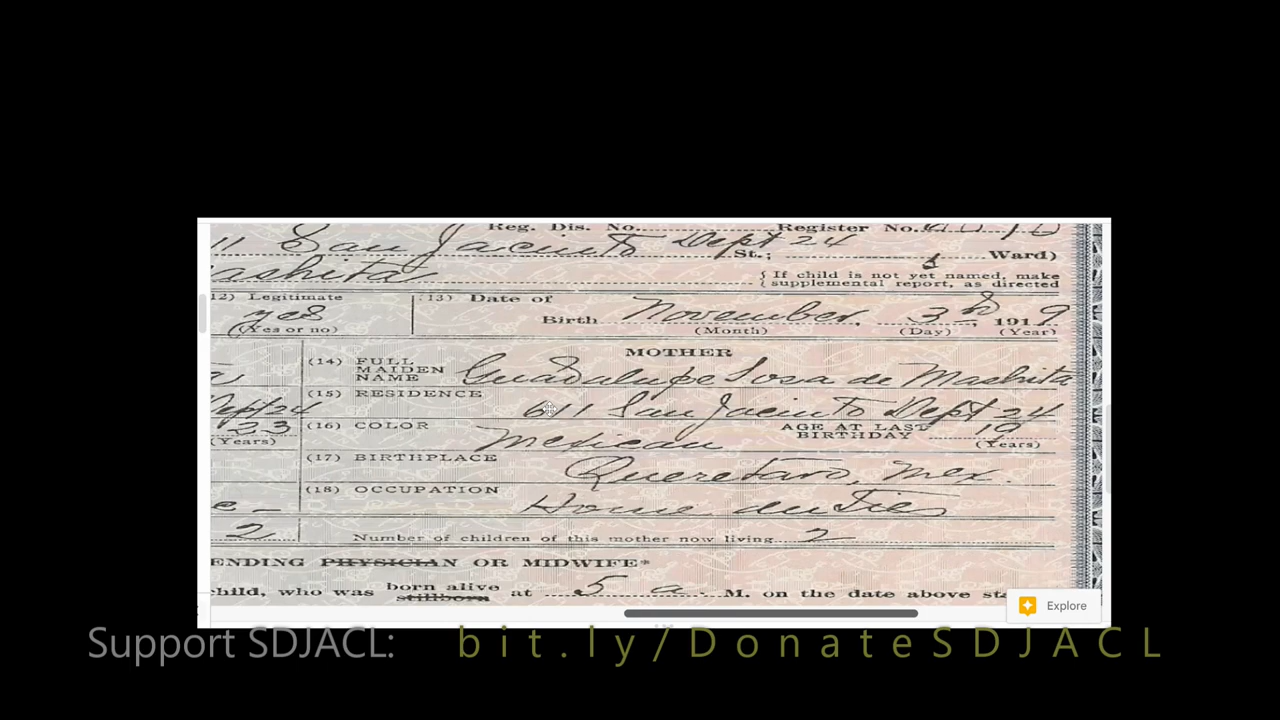 Reg. Dis. No. Register No.
11 San Jacinto Dept 24 St.; Ward)
ashita { If child is not yet named, make supplemental report, as directed
12) Legitimate yes (Yes or no) (13) Date of Birth November, 3rd, 1919
(Month) (Day) (Year)
MOTHER
(14) FULL MAIDEN NAME Guadalupe Sosa de Mashita
Dept 24 (15) RESIDENCE 611 San Jacinto Dept 24
23 (Years) (16) COLOR Mexican AGE AT LAST BIRTHDAY 19 (Years)
(17) BIRTHPLACE Queretaro, Mex.
e - (18) OCCUPATION Home duties
2 Number of children of this mother now living 2
ENDING PHYSICIAN OR MIDWIFE*
child, who was born alive stillborn at 5 a. M. on the date above sta
Explore
Support SDJACL: bit.ly/DonateSDJACL